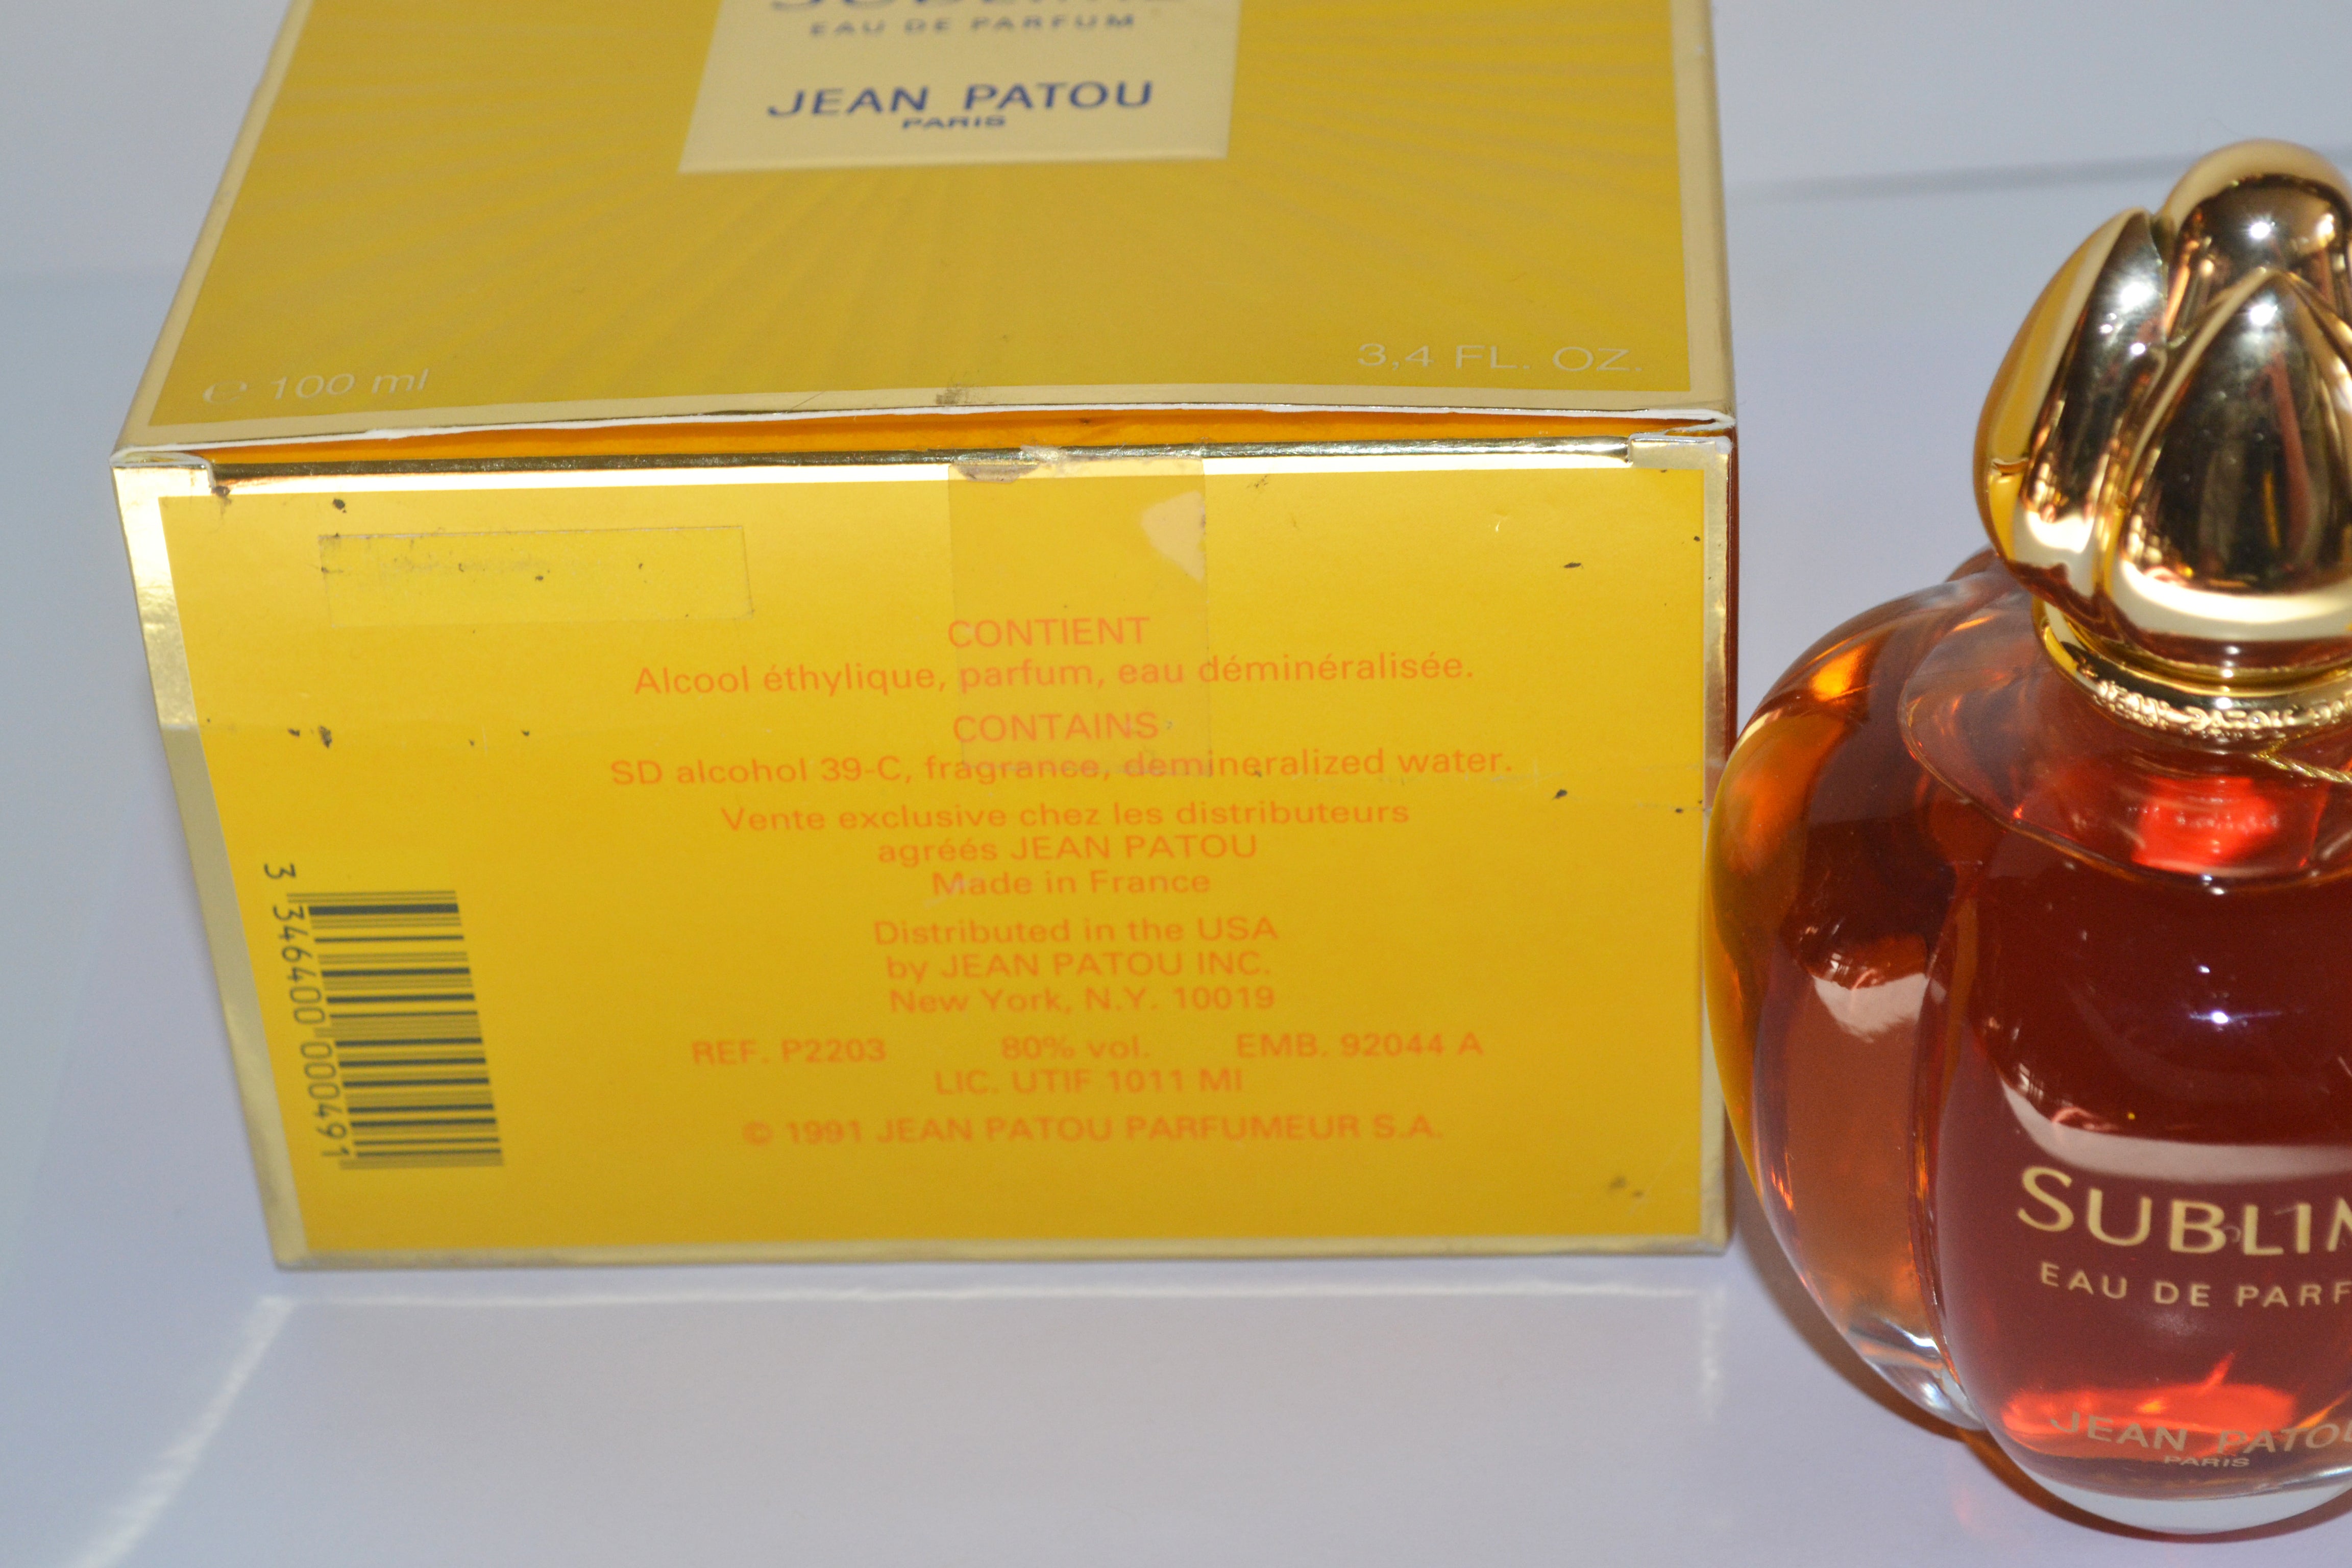 SUBLIME
EAU DE PARFUM
JEAN PATOU
PARIS
e 100 ml
3,4 FL. OZ.
CONTIENT
Alcool éthylique, parfum, eau déminéralisée.
CONTAINS
SD alcohol 39-C, fragrance, demineralized water.
Vente exclusive chez les distributeurs
agréés JEAN PATOU
Made in France
Distributed in the USA
by JEAN PATOU INC.
New York, N.Y. 10019
REF. P2203 80% vol. EMB. 92044 A
LIC. UTIF 1011 MI
© 1991 JEAN PATOU PARFUMEUR S.A.
3 346400 000491
SUBLIM
EAU DE PARF
JEAN PATOU
PARIS